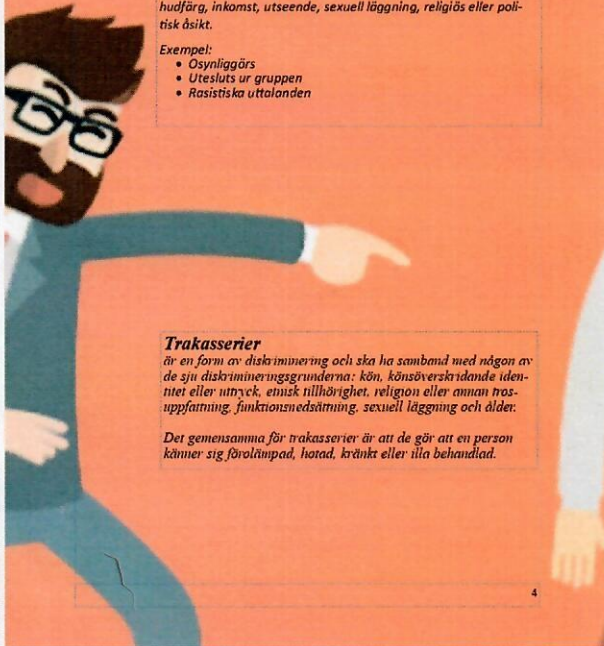 hudfärg, inkomst, utseende, sexuell läggning, religiös eller poli-
tisk åsikt.
Exempel:
• Osynliggörs
• Utesluts ur gruppen
• Rasistiska uttalanden
Trakasserier
är en form av diskriminering och ska ha samband med någon av
de sju diskrimineringsgrunderna: kön, könsöverskridande iden-
titet eller uttryck, etnisk tillhörighet, religion eller annan tros-
uppfattning, funktionsnedsättning, sexuell läggning och ålder.
Det gemensamma för trakasserier är att de gör att en person
känner sig förolämpad, hotad, kränkt eller illa behandlad.
4